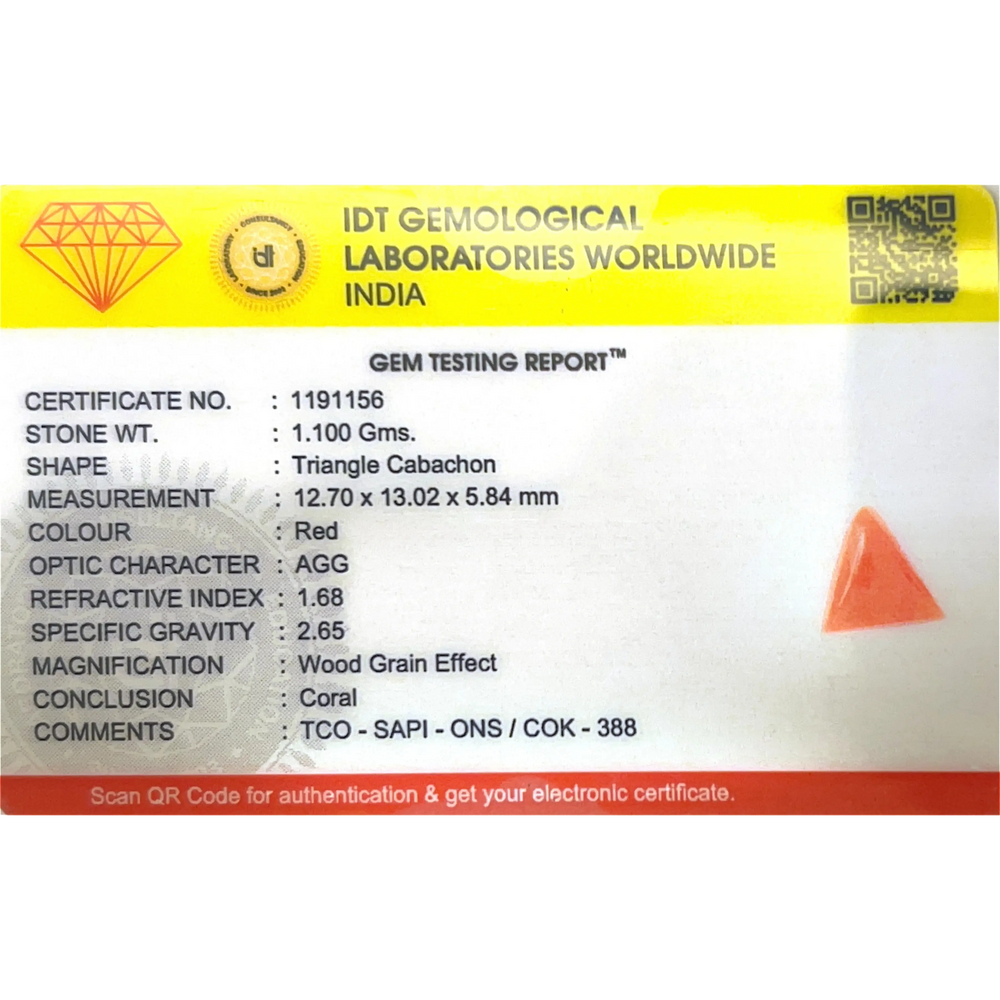 IDT GEMOLOGICAL
LABORATORIES WORLDWIDE
INDIA
dt
GEM TESTING REPORT™
CERTIFICATE NO. : 1191156
STONE WT. : 1.100 Gms.
SHAPE : Triangle Cabachon
MEASUREMENT : 12.70 x 13.02 x 5.84 mm
COLOUR : Red
OPTIC CHARACTER : AGG
REFRACTIVE INDEX : 1.68
SPECIFIC GRAVITY : 2.65
MAGNIFICATION : Wood Grain Effect
CONCLUSION : Coral
COMMENTS : TCO - SAPI - ONS / COK - 388
Scan QR Code for authentication & get your electronic certificate.